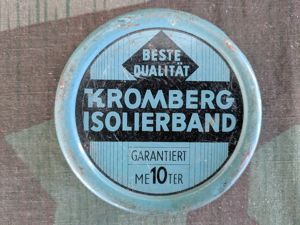 BESTE
QUALITÄT
KROMBERG
ISOLIERBAND
GARANTIERT
ME10TER